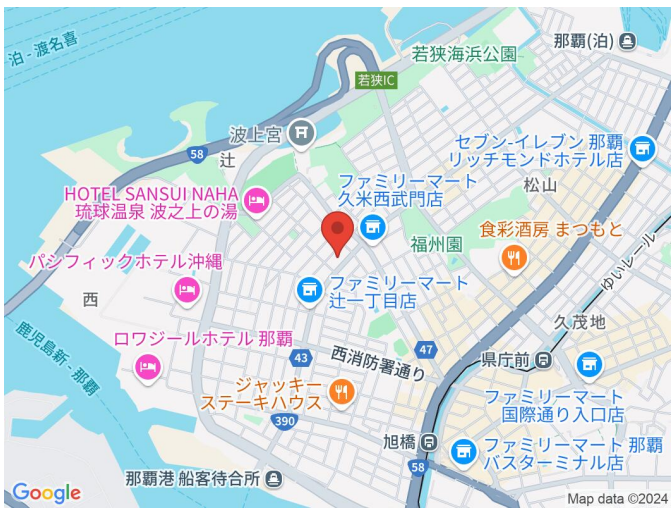 泊 - 渡名喜
那覇(泊)
若狭海浜公園
若狭IC
波上宮
58
辻
セブン-イレブン 那覇
リッチモンドホテル店
HOTEL SANSUI NAHA
琉球温泉 波之上の湯
ファミリーマート
久米西武門店
松山
福州園
食彩酒房 まつもと
パシフィックホテル沖縄
ファミリーマート
辻一丁目店
ゆいレール
西
久茂地
鹿児島新 - 那覇
ロワジールホテル 那覇
43
西消防署通り
47
県庁前
ジャッキー
ステーキハウス
ファミリーマート
国際通り入口店
390
旭橋
ファミリーマート 那覇
バスターミナル店
那覇港 船客待合所
58
Google
Map data ©2024